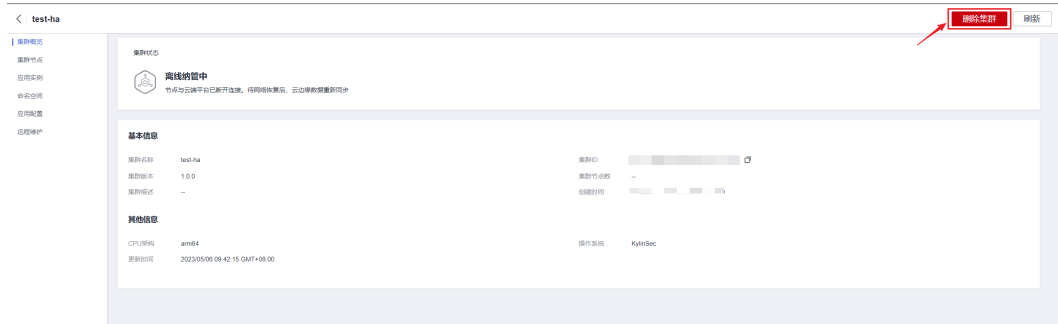 test-ha
删除集群
刷新
集群概览
集群节点
应用实例
命名空间
应用配置
远程维护
集群状态
离线纳管中
节点与云端平台已断开连接。待网络恢复后，云边缘数据重新同步
基本信息
集群名称 test-ha
集群ID
集群版本 1.0.0
集群节点数 --
集群描述 --
创建时间
其他信息
CPU架构 arm64
操作系统 KylinSec
更新时间 2023/05/06 09:42:15 GMT+08:00